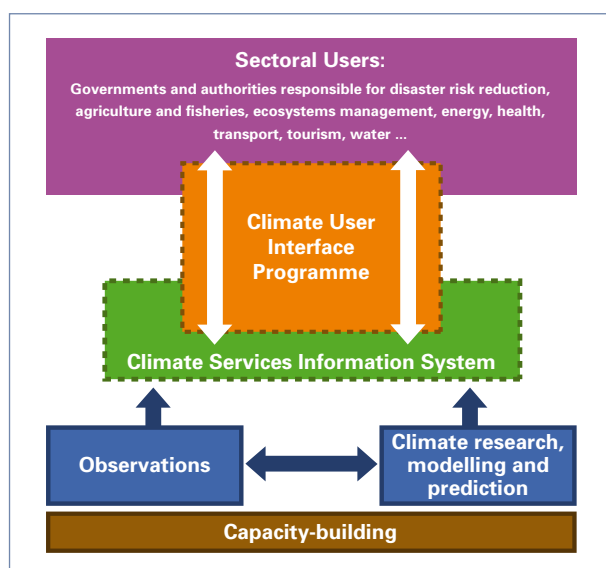 Sectoral Users:
Governments and authorities responsible for disaster risk reduction,
agriculture and fisheries, ecosystems management, energy, health,
transport, tourism, water ...
Climate User
Interface
Programme
Climate Services Information System
Observations
Climate research,
modelling and
prediction
Capacity-building